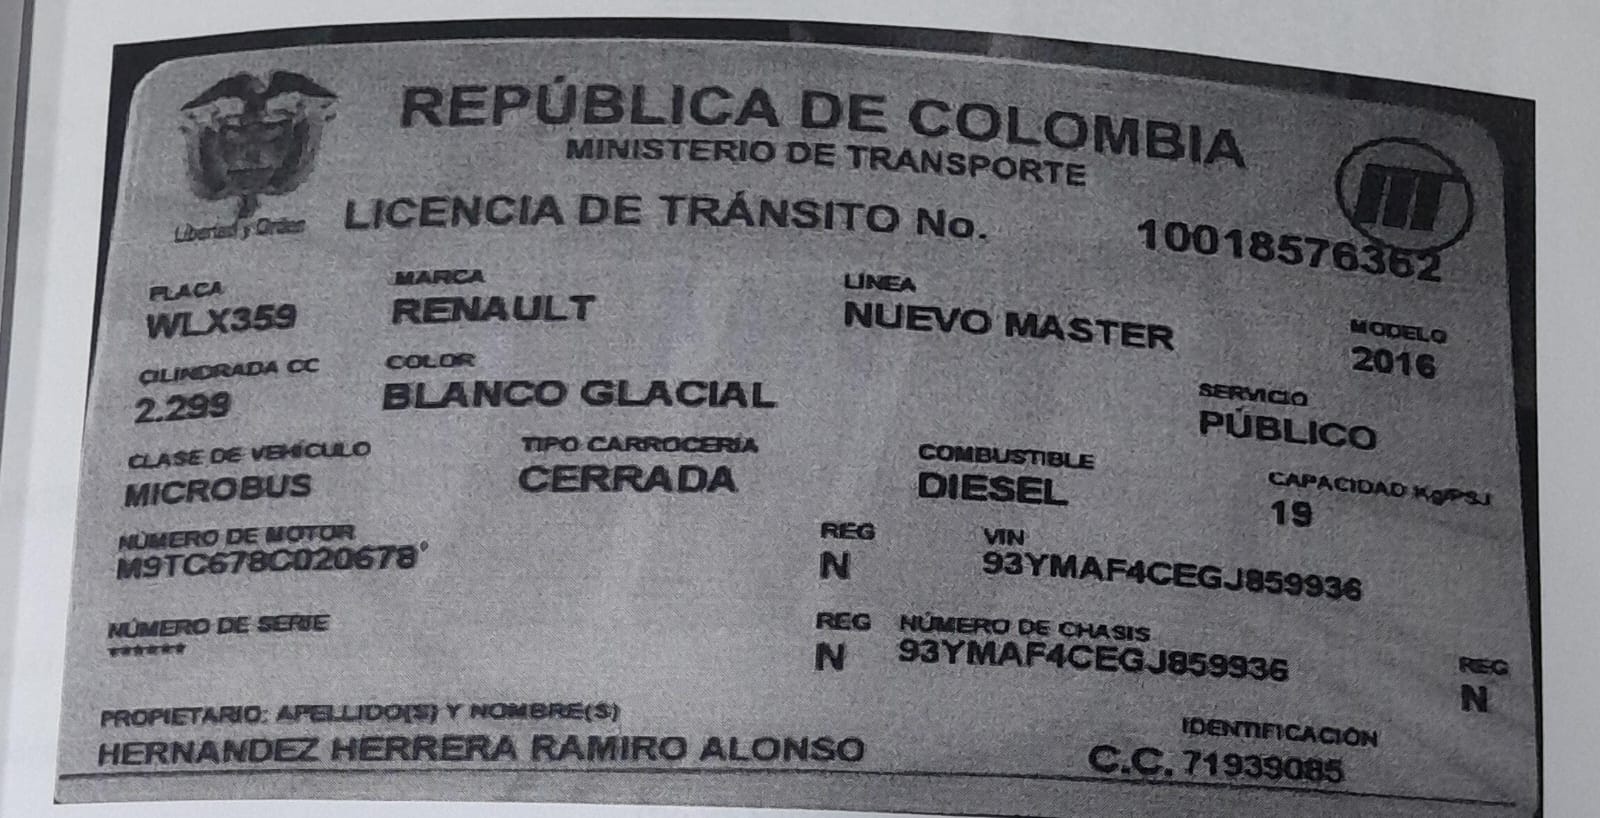 REPÚBLICA DE COLOMBIA
MINISTERIO DE TRANSPORTE
Libertad y Orden
LICENCIA DE TRÁNSITO No. 10018576362
PLACA MARCA LÍNEA MODELO
WLX359 RENAULT NUEVO MASTER 2016
CILINDRADA CC COLOR SERVICIO
2.299 BLANCO GLACIAL PÚBLICO
CLASE DE VEHÍCULO TIPO CARROCERÍA COMBUSTIBLE CAPACIDAD Kg/PSJ
MICROBUS CERRADA DIESEL 19
NÚMERO DE MOTOR REG VIN
M9TC678C020678 N 93YMAF4CEGJ859936
NÚMERO DE SERIE REG NÚMERO DE CHASIS REG
****** N 93YMAF4CEGJ859936 N
PROPIETARIO: APELLIDO(S) Y NOMBRE(S) IDENTIFICACIÓN
HERNANDEZ HERRERA RAMIRO ALONSO C.C. 71939085